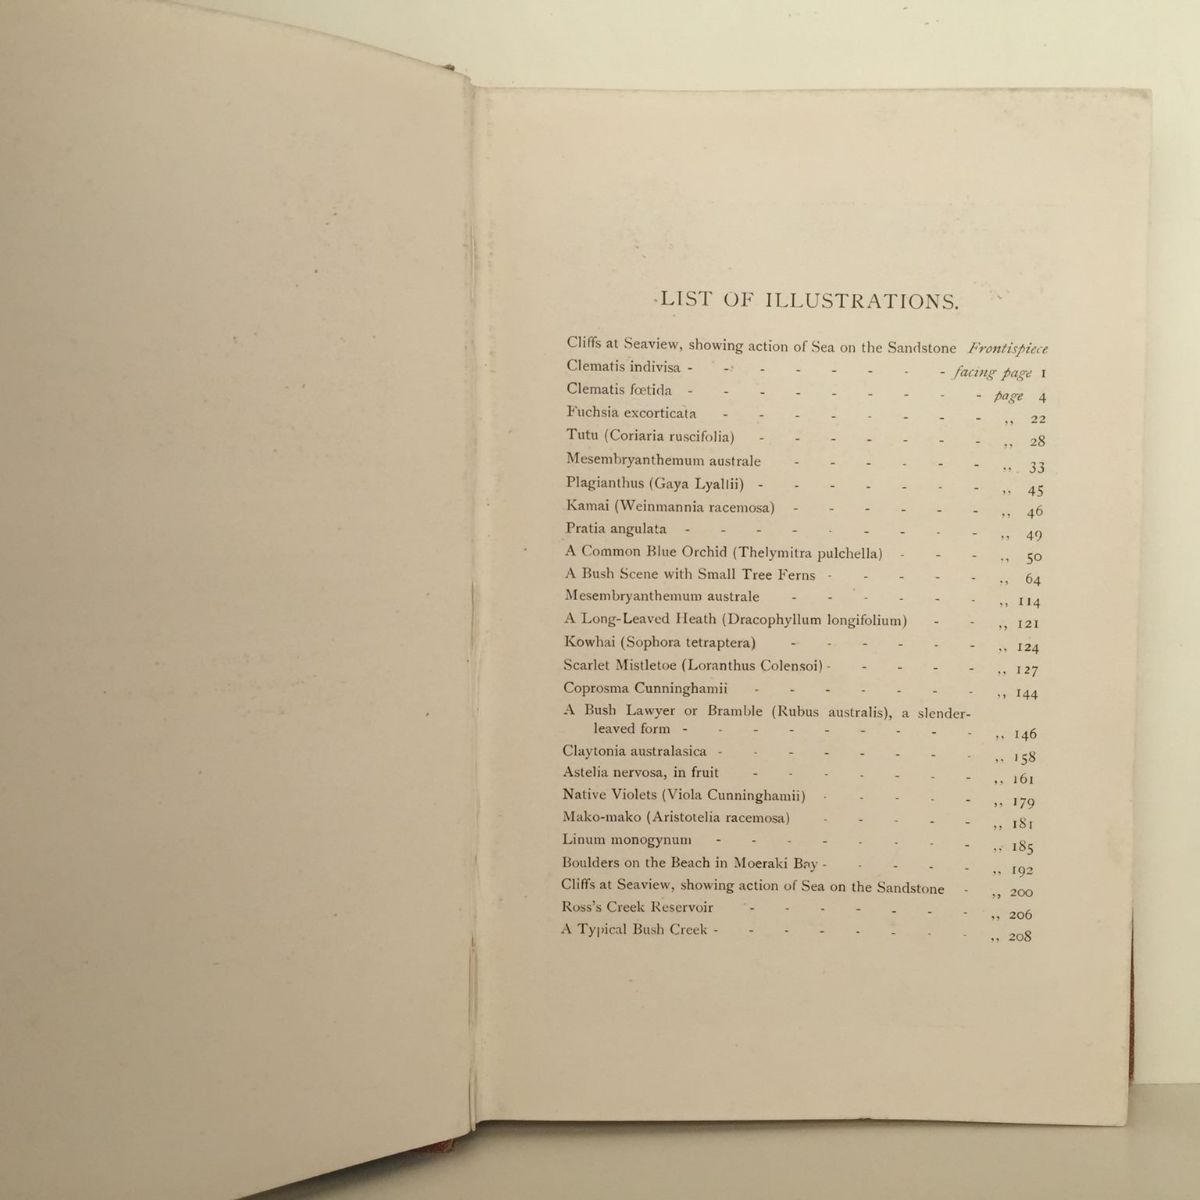 LIST OF ILLUSTRATIONS.
Cliffs at Seaview, showing action of Sea on the Sandstone Frontispiece
Clematis indivisa - - - - - - - - facing page 1
Clematis fœtida - - - - - - - - - page 4
Fuchsia excorticata - - - - - - - - ,, 22
Tutu (Coriaria ruscifolia) - - - - - - - ,, 28
Mesembryanthemum australe - - - - - - ,, 33
Plagianthus (Gaya Lyallii) - - - - - - - ,, 45
Kamai (Weinmannia racemosa) - - - - - - ,, 46
Pratia angulata - - - - - - - - - ,, 49
A Common Blue Orchid (Thelymitra pulchella) - - - ,, 50
A Bush Scene with Small Tree Ferns - - - - - ,, 64
Mesembryanthemum australe - - - - - - ,, 114
A Long-Leaved Heath (Dracophyllum longifolium) - - ,, 121
Kowhai (Sophora tetraptera) - - - - - - ,, 124
Scarlet Mistletoe (Loranthus Colensoi) - - - - - ,, 127
Coprosma Cunninghamii - - - - - - - ,, 144
A Bush Lawyer or Bramble (Rubus australis), a slender-
leaved form - - - - - - - - - ,, 146
Claytonia australasica - - - - - - - - ,, 158
Astelia nervosa, in fruit - - - - - - - ,, 161
Native Violets (Viola Cunninghamii) - - - - - ,, 179
Mako-mako (Aristotelia racemosa) - - - - - ,, 181
Linum monogynum - - - - - - - - ,, 185
Boulders on the Beach in Moeraki Bay - - - - - ,, 192
Cliffs at Seaview, showing action of Sea on the Sandstone - ,, 200
Ross's Creek Reservoir - - - - - - - ,, 206
A Typical Bush Creek - - - - - - - - ,, 208